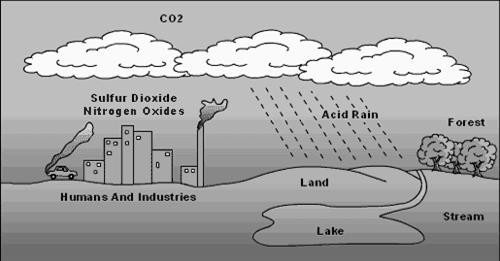 CO2
Sulfur Dioxide
Nitrogen Oxides
Acid Rain
Forest
Land
Humans And Industries
Stream
Lake